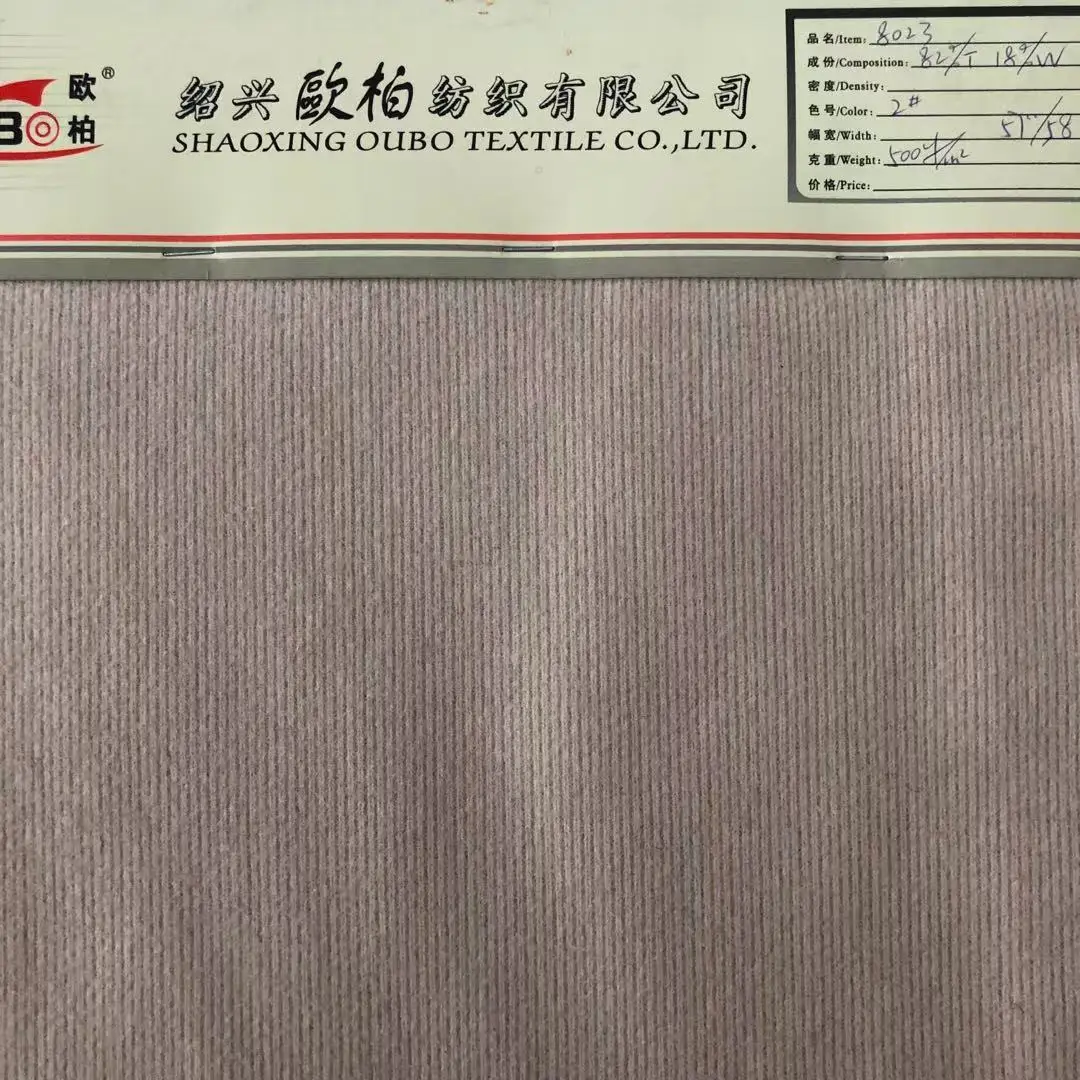 欧柏®
BO
绍兴歐柏纺织有限公司
SHAOXING OUBO TEXTILE CO.,LTD.
品名/Item: 8023
成份/Composition: 82%T 18%W
密度/Density:
色号/Color: 2#
幅宽/Width: 57"/58
克重/Weight: 500g/m²
价格/Price: